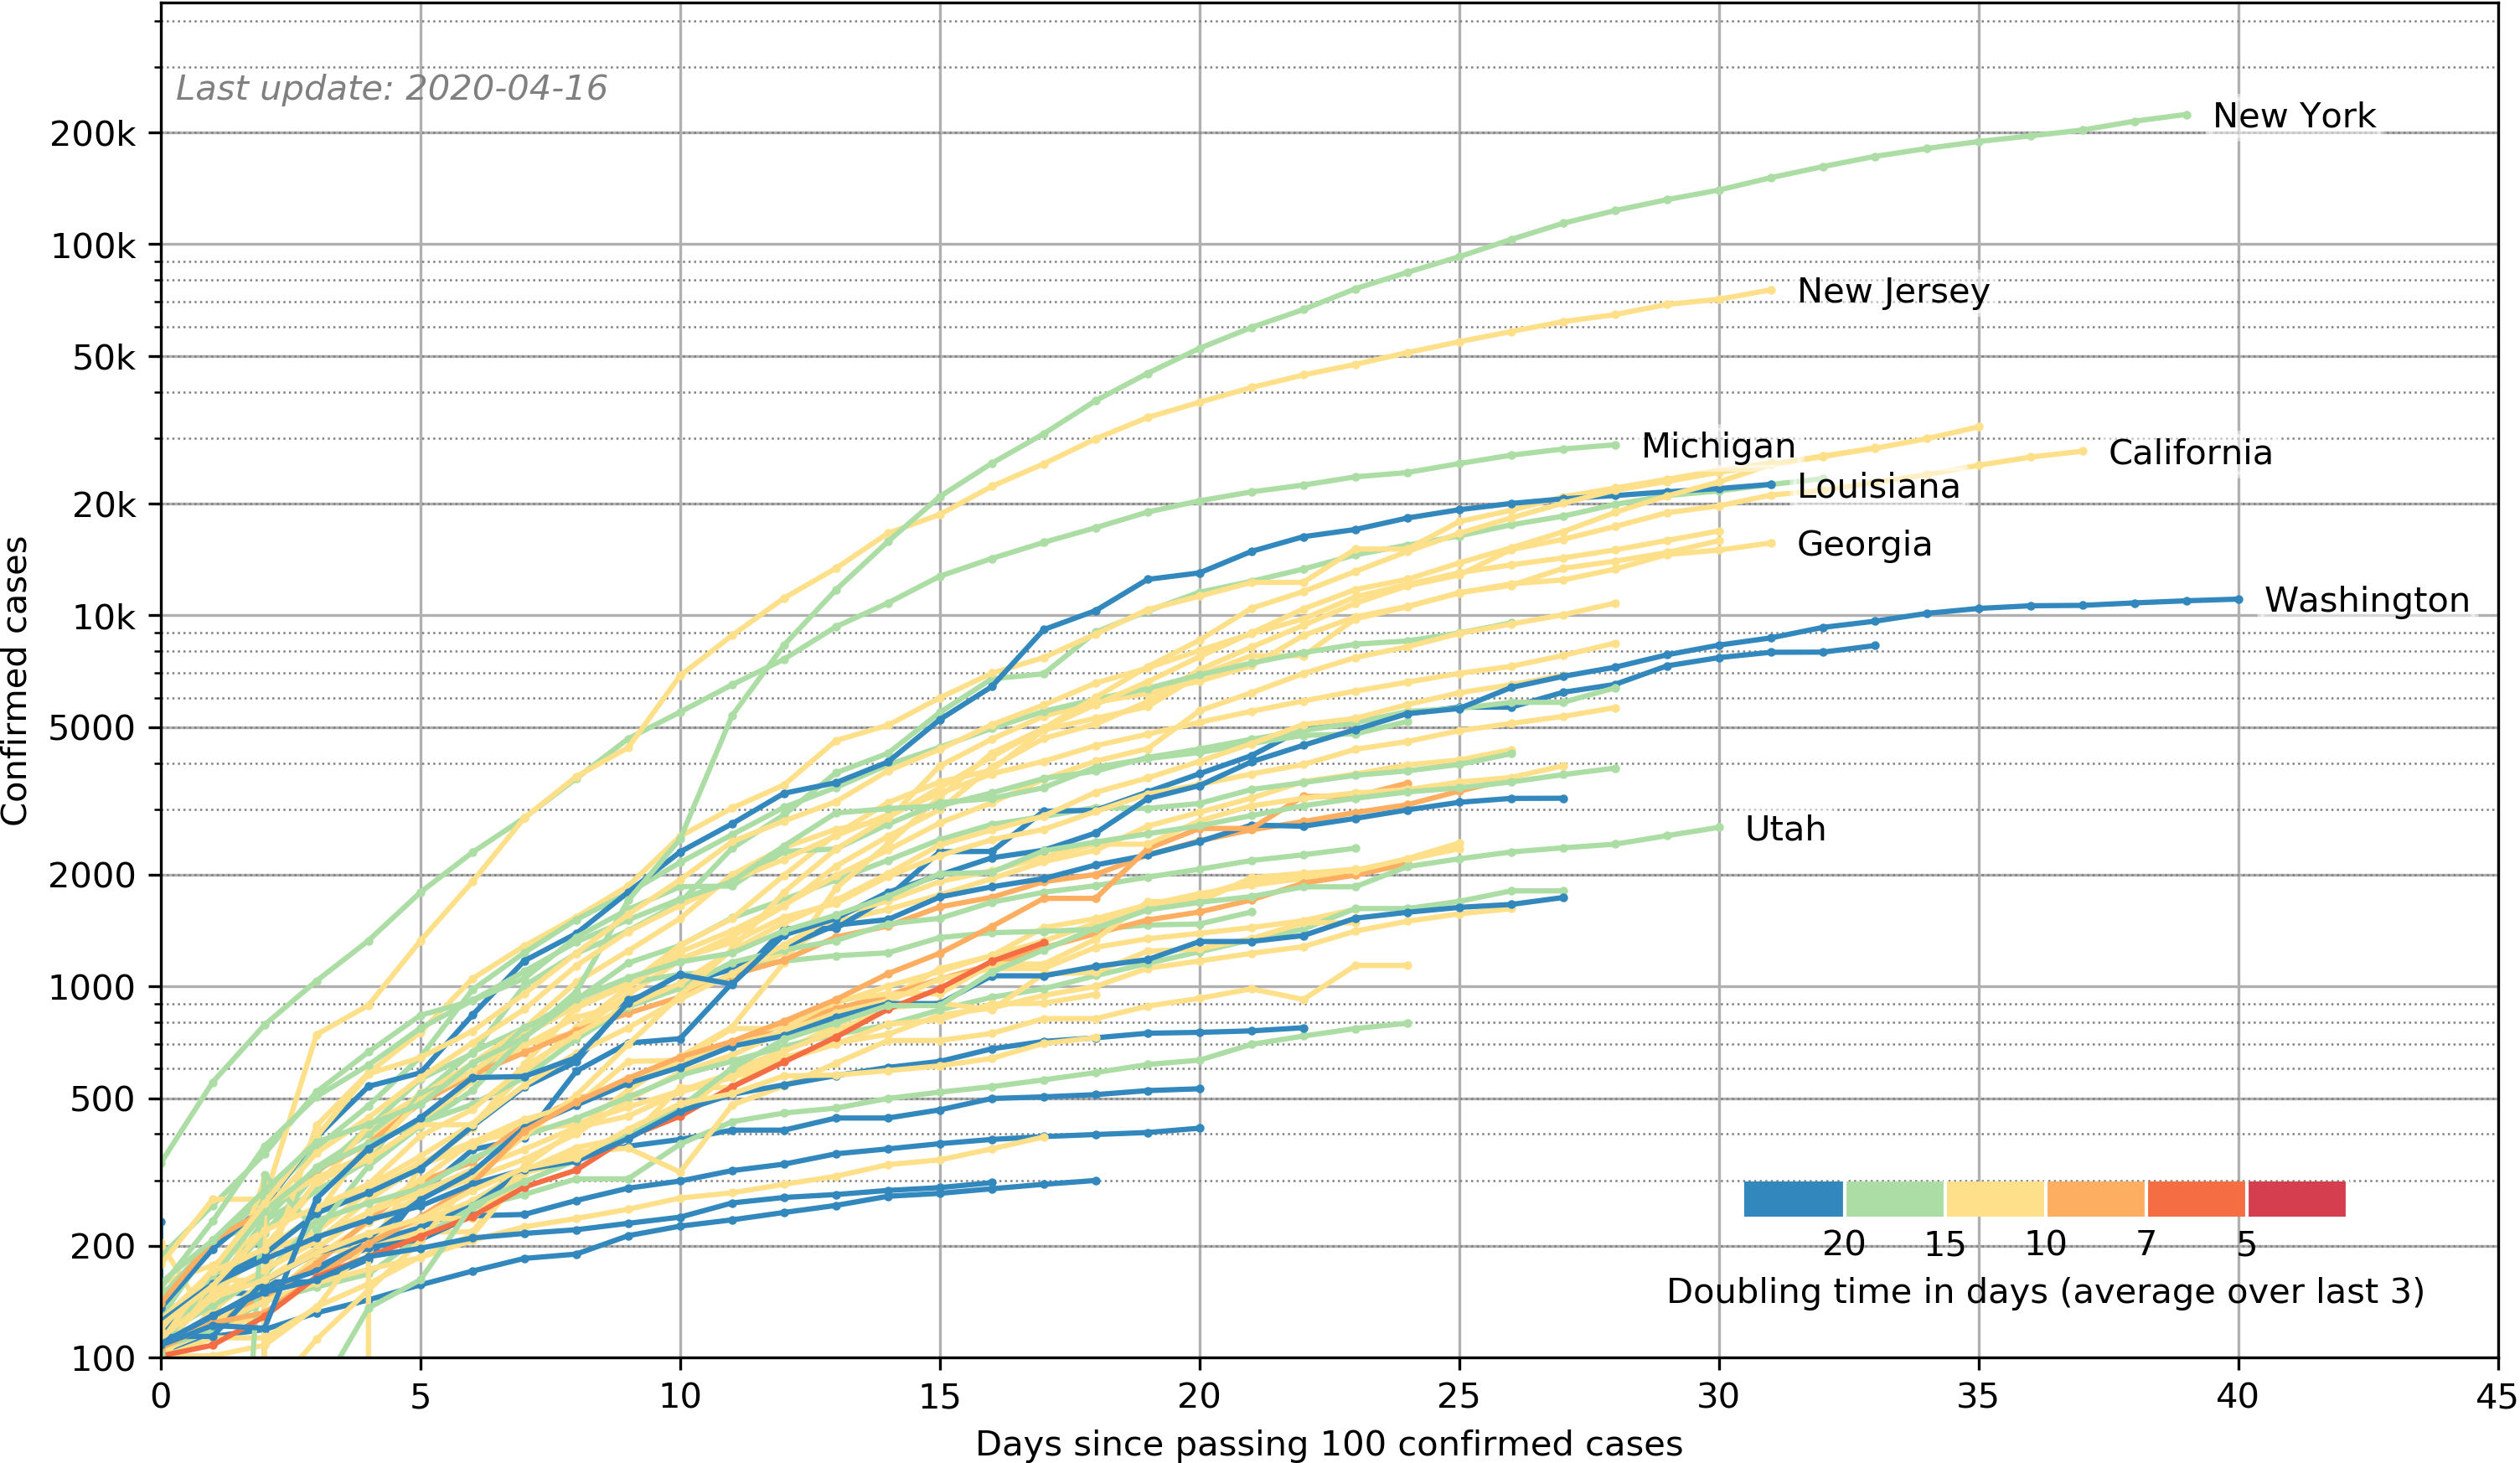 Last update: 2020-04-16
Confirmed cases
200k
100k
50k
20k
10k
5000
2000
1000
500
200
100
New York
New Jersey
Michigan
California
Louisiana
Georgia
Washington
Utah
20 15 10 7 5
Doubling time in days (average over last 3)
0 5 10 15 20 25 30 35 40 45
Days since passing 100 confirmed cases